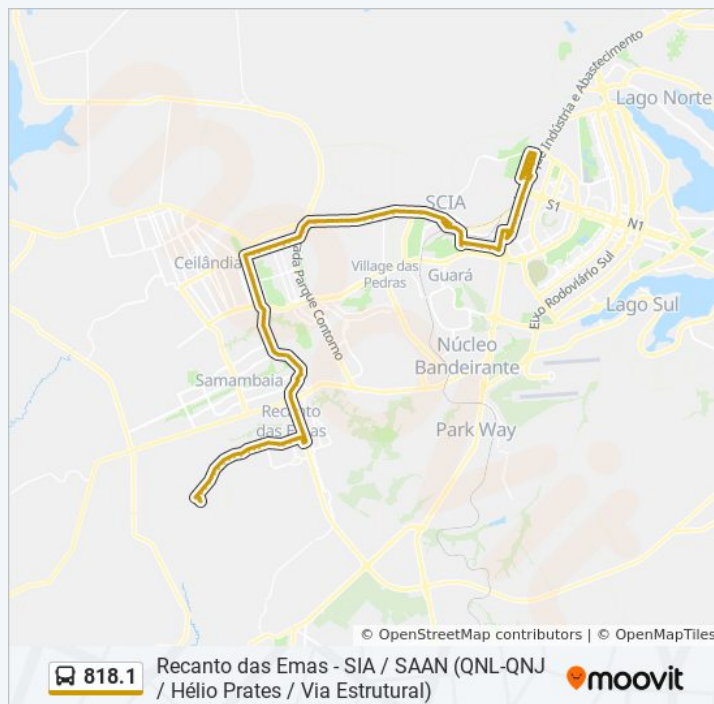 Lago Norte
que Indústria e Abastecimento
SCIA
S1
N1
Ceilândia
ada Parque Contorno
Village das
Pedras
Guará
Eixo Rodoviário Sul
Lago Sul
Núcleo
Bandeirante
Samambaia
Recanto
das Emas
Park Way
© OpenStreetMap contributors | © OpenMapTiles
818.1
Recanto das Emas - SIA / SAAN (QNL-QNJ
/ Hélio Prates / Via Estrutural)
moovit